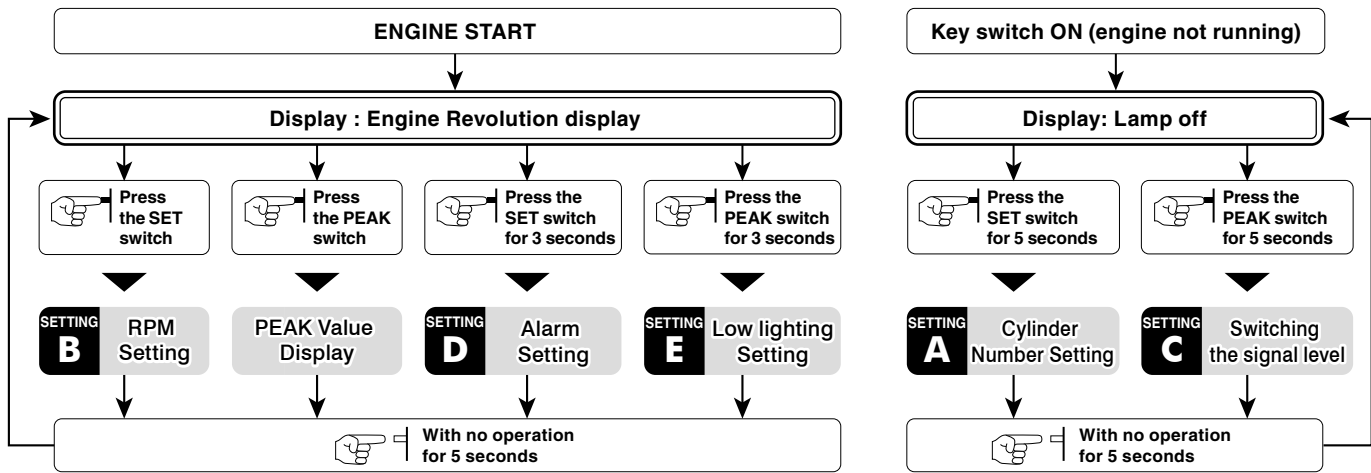 ENGINE START
Display : Engine Revolution display
Press
the SET
switch
Press
the PEAK
switch
Press the
SET switch
for 3 seconds
Press the
PEAK switch
for 3 seconds
SETTING
B
RPM
Setting
PEAK Value
Display
SETTING
D
Alarm
Setting
SETTING
E
Low lighting
Setting
With no operation
for 5 seconds
Key switch ON (engine not running)
Display: Lamp off
Press the
SET switch
for 5 seconds
Press the
PEAK switch
for 5 seconds
SETTING
A
Cylinder
Number Setting
SETTING
C
Switching
the signal level
With no operation
for 5 seconds